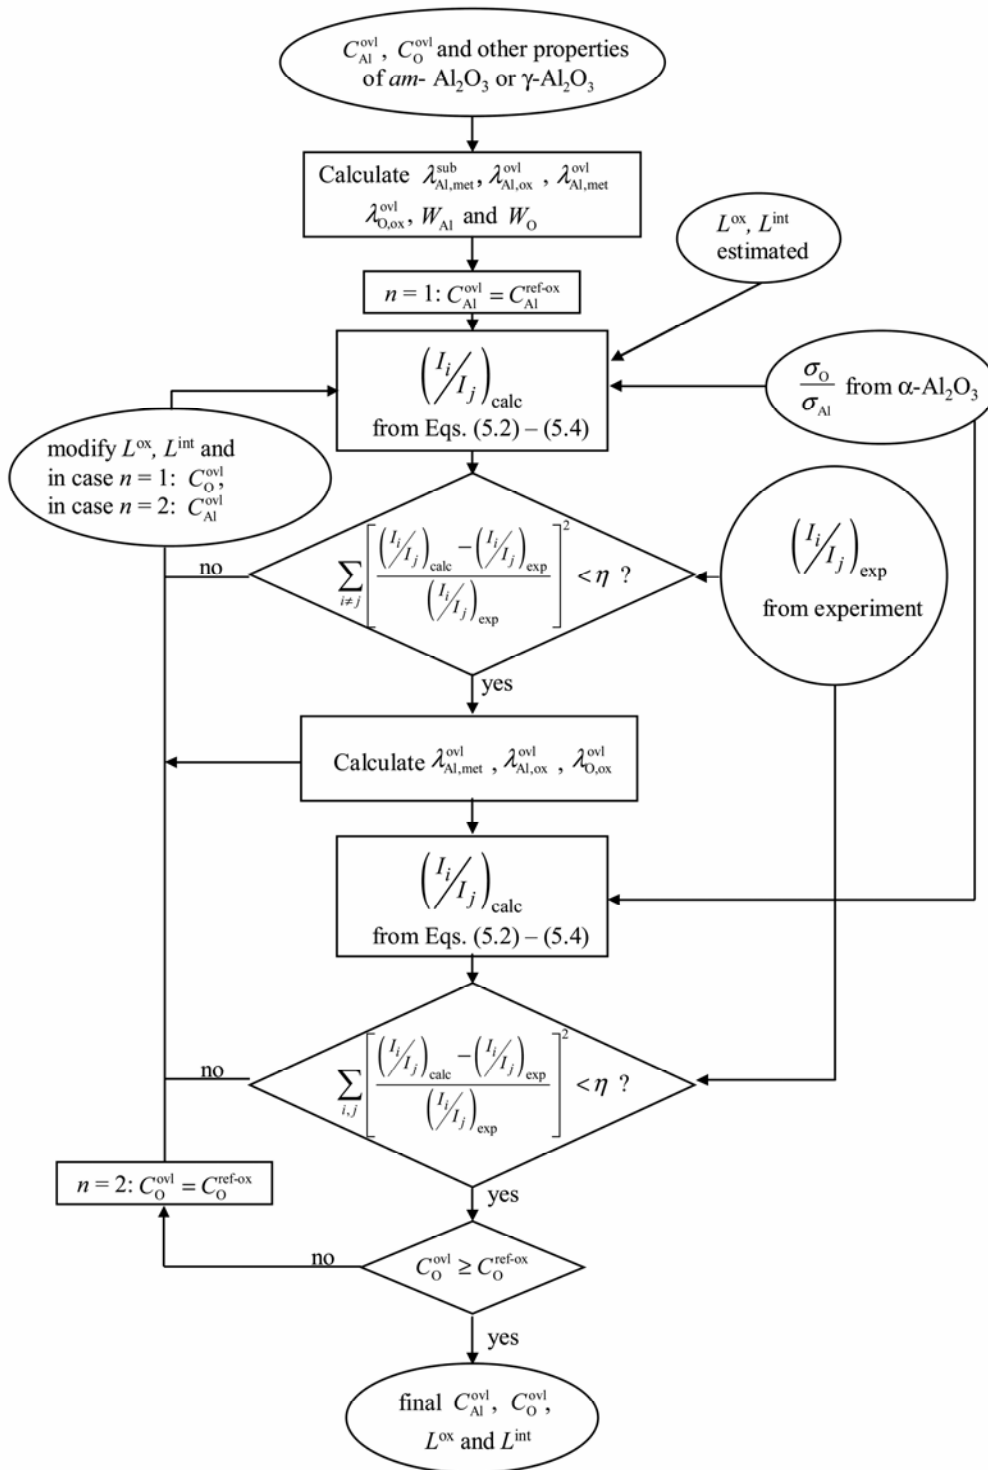 C_Al^ovl, C_O^ovl and other properties
of am- Al₂O₃ or γ-Al₂O₃
Calculate λ_Al,met^sub, λ_Al,ox^ovl, λ_Al,met^ovl
λ_O,ox^ovl, W_Al and W_O
L^ox, L^int
estimated
n = 1: C_Al^ovl = C_Al^ref-ox
(I_i/I_j)_calc
from Eqs. (5.2) – (5.4)
σ_O/σ_Al from α-Al₂O₃
modify L^ox, L^int and
in case n = 1: C_O^ovl,
in case n = 2: C_Al^ovl
no
∑_{i≠j} [((I_i/I_j)_calc − (I_i/I_j)_exp)/(I_i/I_j)_exp]² < η ?
(I_i/I_j)_exp
from experiment
yes
Calculate λ_Al,met^ovl, λ_Al,ox^ovl, λ_O,ox^ovl
(I_i/I_j)_calc
from Eqs. (5.2) – (5.4)
no
∑_{i,j} [((I_i/I_j)_calc − (I_i/I_j)_exp)/(I_i/I_j)_exp]² < η ?
n = 2: C_O^ovl = C_O^ref-ox
yes
no
C_O^ovl ≥ C_O^ref-ox
yes
final C_Al^ovl, C_O^ovl,
L^ox and L^int